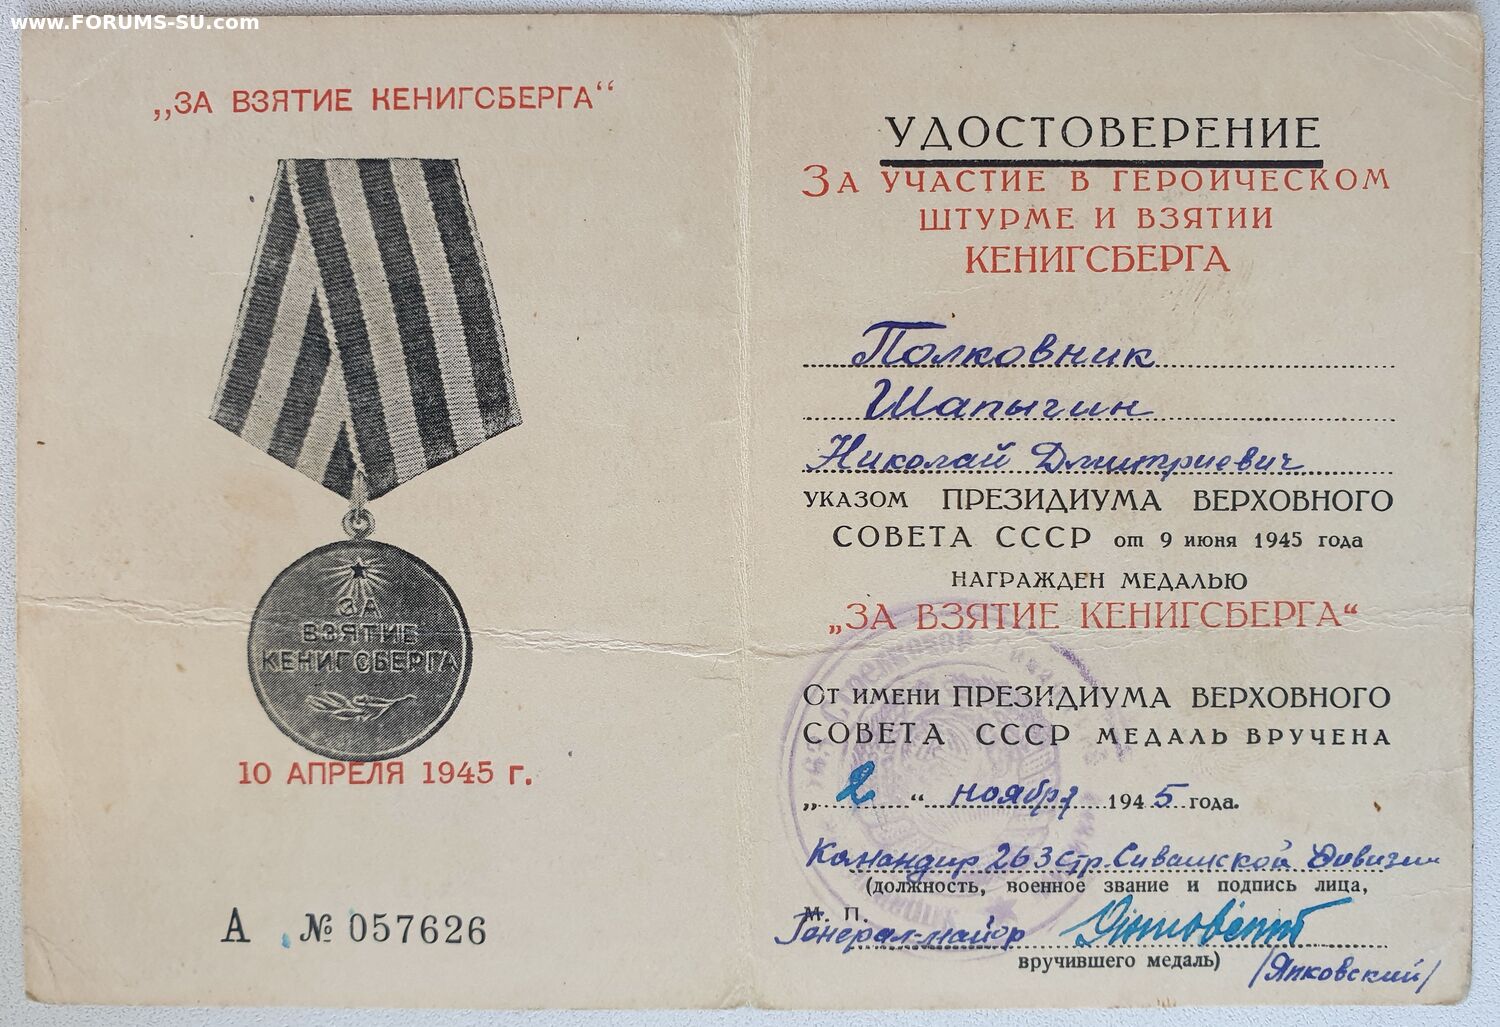 www.FORUMS-SU.com
„ЗА ВЗЯТИЕ КЕНИГСБЕРГА“
ЗА
ВЗЯТИЕ
КЕНИГСБЕРГА
10 АПРЕЛЯ 1945 г.
А № 057626
УДОСТОВЕРЕНИЕ
ЗА УЧАСТИЕ В ГЕРОИЧЕСКОМ
ШТУРМЕ И ВЗЯТИИ
КЕНИГСБЕРГА
Полковник
Шапыгин
Николай Дмитриевич
УКАЗОМ ПРЕЗИДИУМА ВЕРХОВНОГО
СОВЕТА СССР от 9 июня 1945 года
НАГРАЖДЕН МЕДАЛЬЮ
„ЗА ВЗЯТИЕ КЕНИГСБЕРГА“
ОТ ИМЕНИ ПРЕЗИДИУМА ВЕРХОВНОГО
СОВЕТА СССР МЕДАЛЬ ВРУЧЕНА
„2“ ноября 1945 года.
Командир 263 стр. Сивашской дивизии
(должность, военное звание и подпись лица,
М. П.
Генерал-майор
вручившего медаль)
/Япковский/